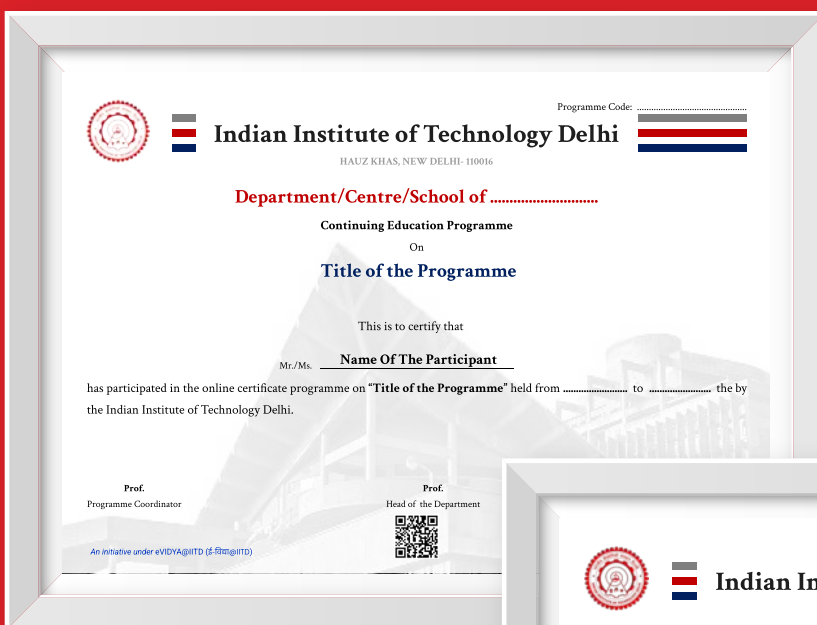 Programme Code: ..............................................
Indian Institute of Technology Delhi
HAUZ KHAS, NEW DELHI- 110016
Department/Centre/School of ............................
Continuing Education Programme
On
Title of the Programme
This is to certify that
Mr./Ms. Name Of The Participant
has participated in the online certificate programme on “Title of the Programme” held from ........................ to ....................... the by
the Indian Institute of Technology Delhi.
Prof.
Programme Coordinator
Prof.
Head of the Department
An initiative under eVIDYA@IITD (ई-विद्या@IITD)
Indian In